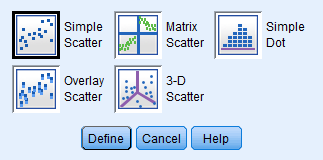 Simple Scatter
Matrix Scatter
Simple Dot
Overlay Scatter
3-D Scatter
Define
Cancel
Help